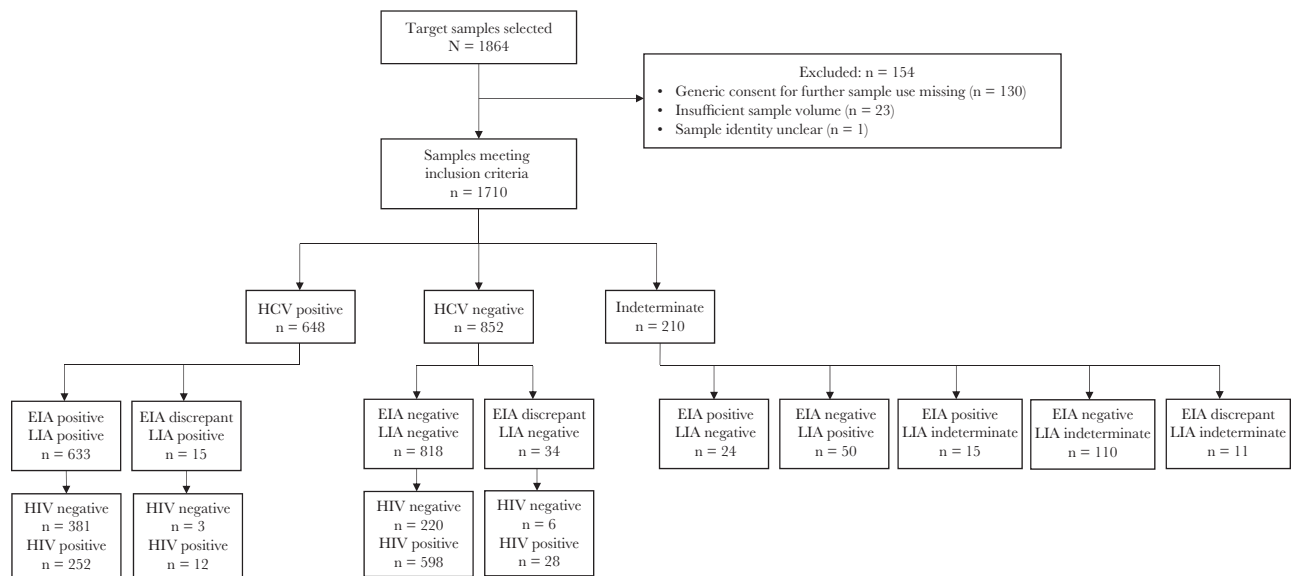 Target samples selected
N = 1864
Excluded: n = 154
• Generic consent for further sample use missing (n = 130)
• Insufficient sample volume (n = 23)
• Sample identity unclear (n = 1)
Samples meeting
inclusion criteria
n = 1710
HCV positive
n = 648
HCV negative
n = 852
Indeterminate
n = 210
EIA positive
LIA positive
n = 633
EIA discrepant
LIA positive
n = 15
EIA negative
LIA negative
n = 818
EIA discrepant
LIA negative
n = 34
EIA positive
LIA negative
n = 24
EIA negative
LIA positive
n = 50
EIA positive
LIA indeterminate
n = 15
EIA negative
LIA indeterminate
n = 110
EIA discrepant
LIA indeterminate
n = 11
HIV negative
n = 381
HIV positive
n = 252
HIV negative
n = 3
HIV positive
n = 12
HIV negative
n = 220
HIV positive
n = 598
HIV negative
n = 6
HIV positive
n = 28